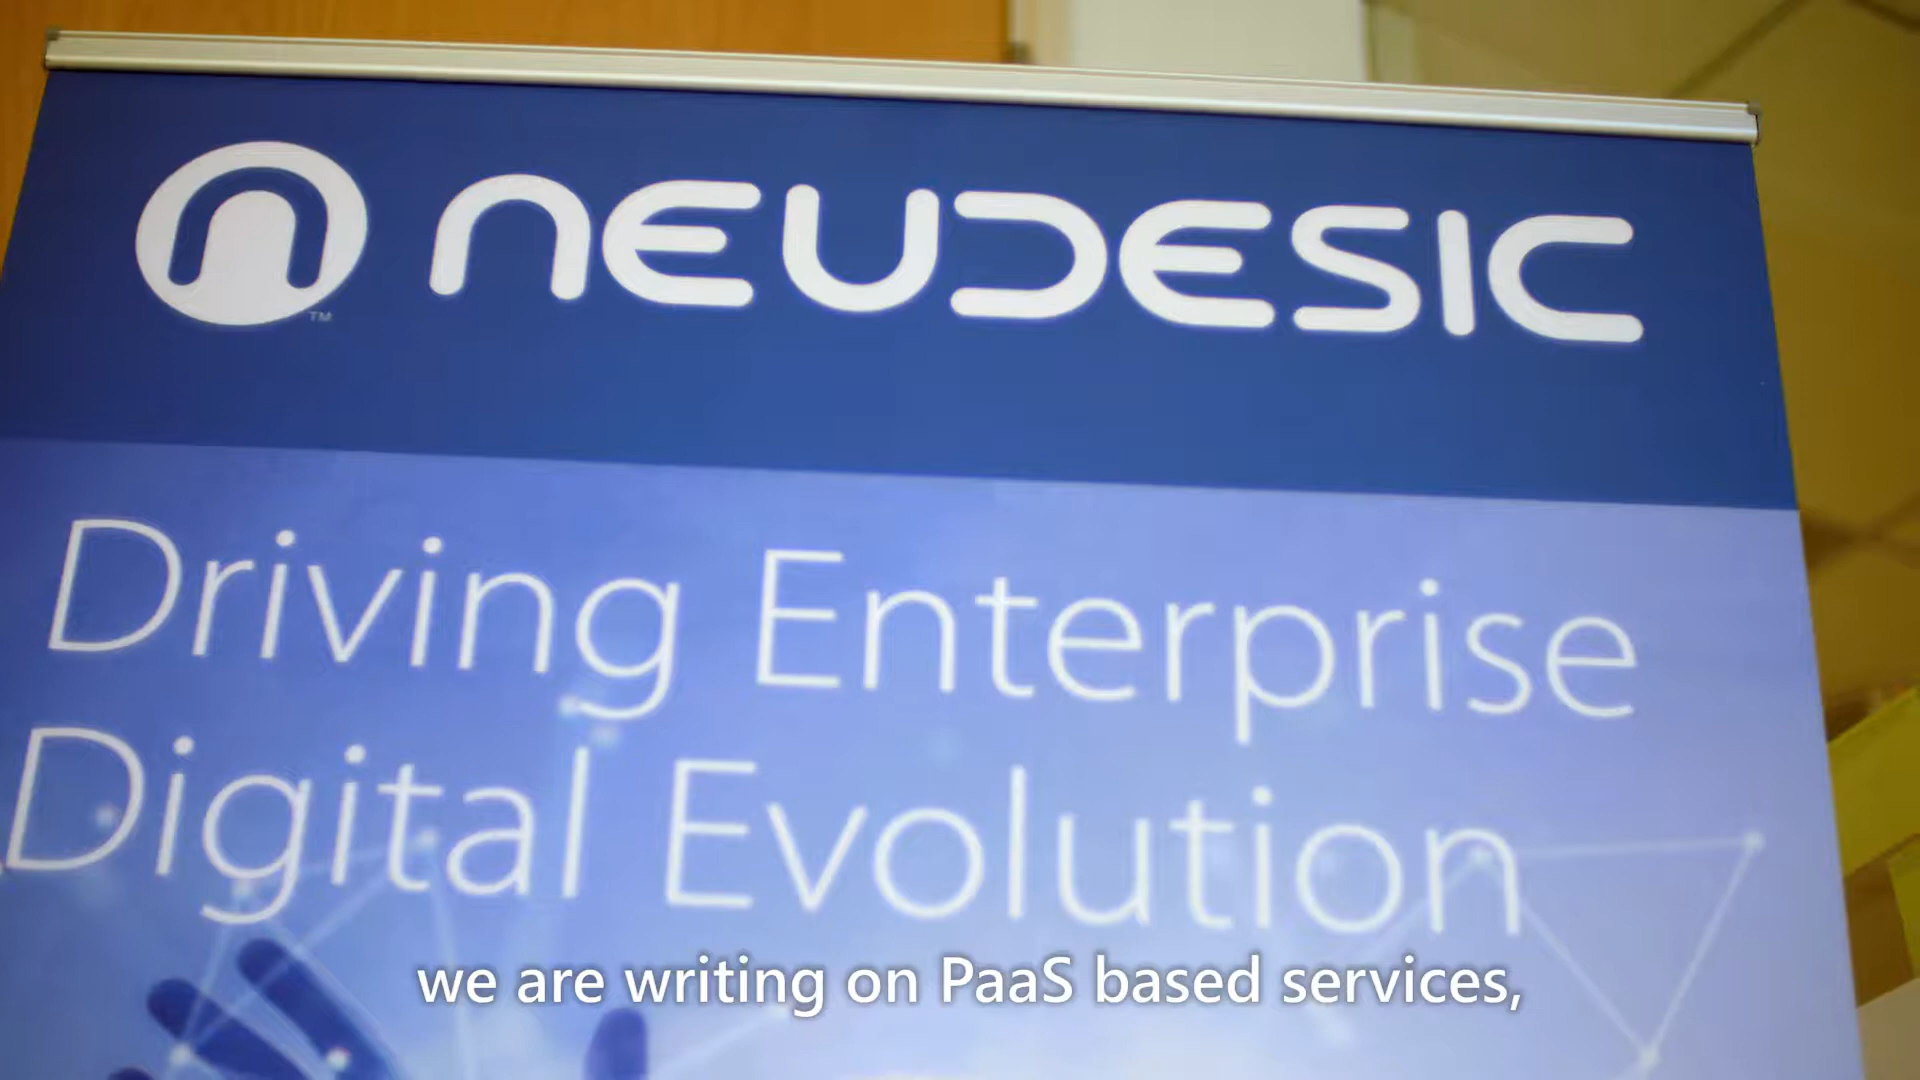 NEUDESIC
TM
Driving Enterprise
Digital Evolution
we are writing on PaaS based services,